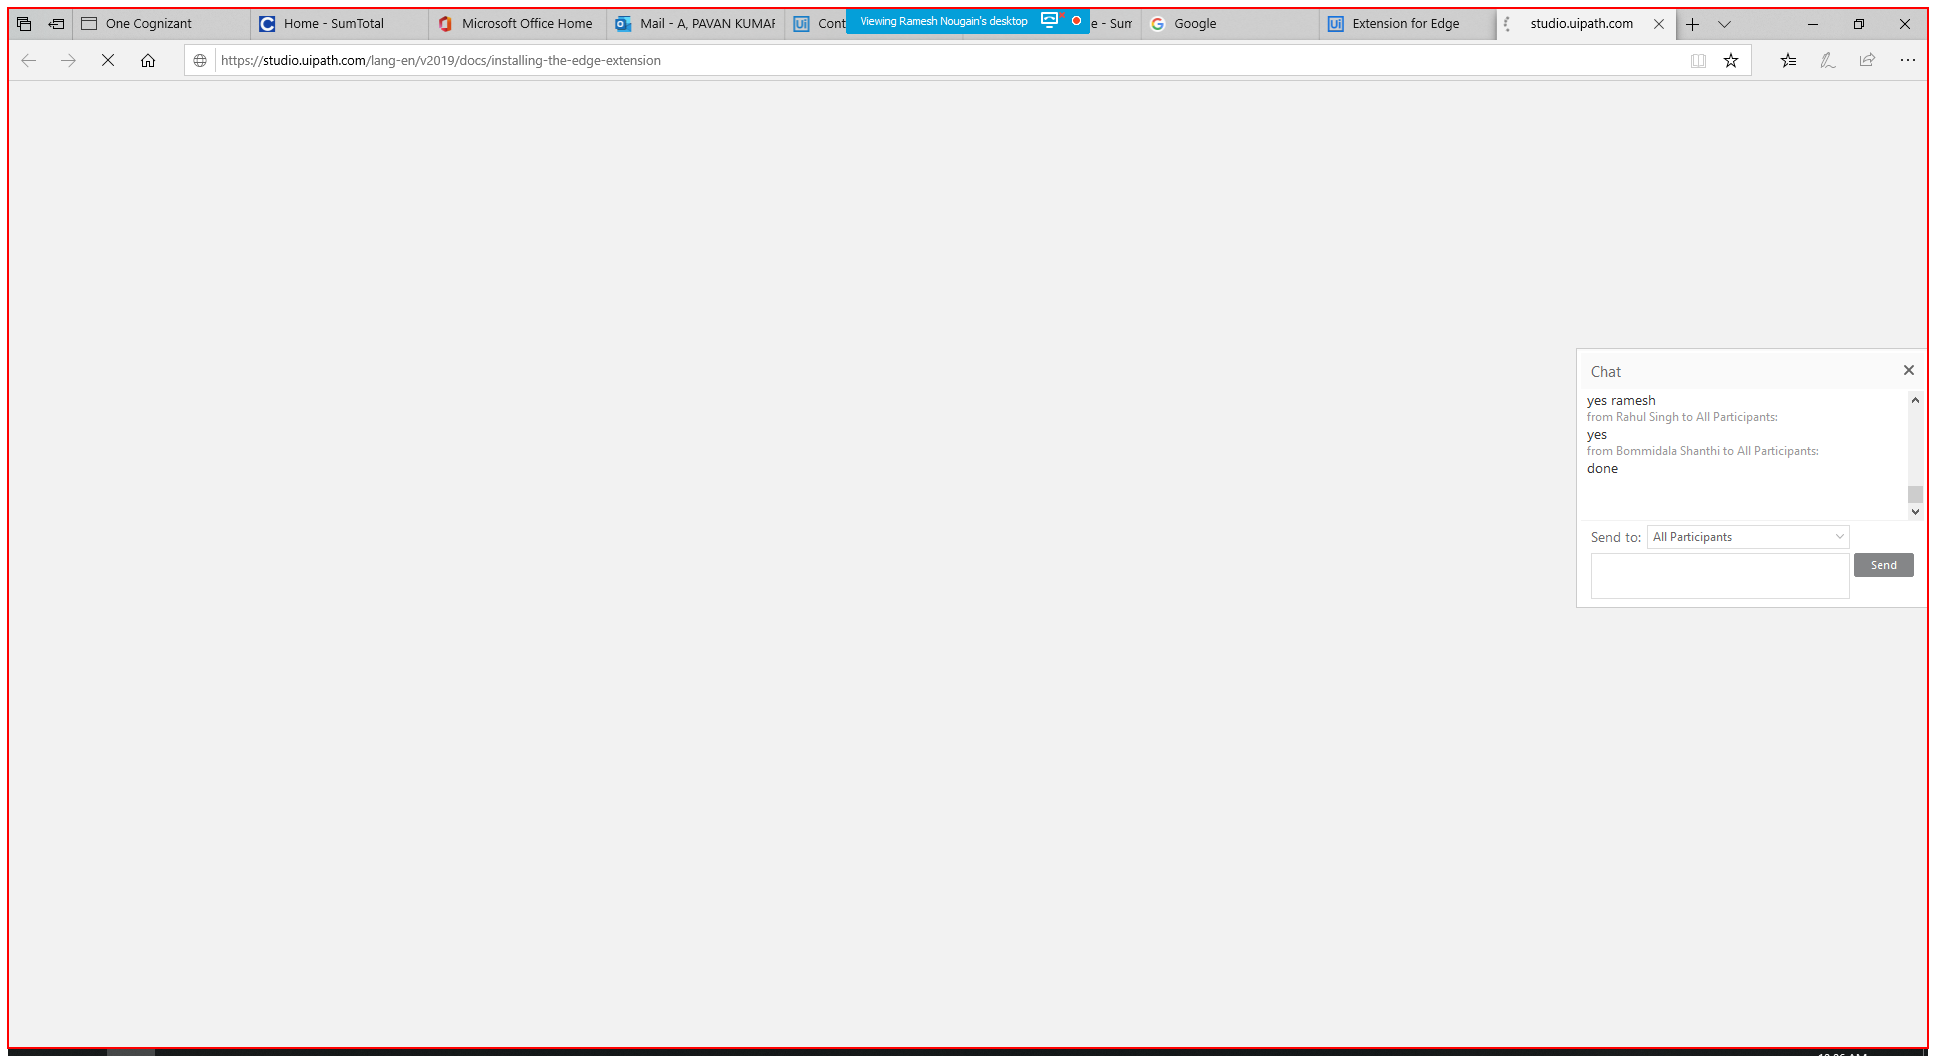 One Cognizant
Home - SumTotal
Microsoft Office Home
Mail - A, PAVAN KUMAR
Cont
Viewing Ramesh Nougain's desktop
e - Sum
Google
Extension for Edge
studio.uipath.com
https://studio.uipath.com/lang-en/v2019/docs/installing-the-edge-extension
Chat
yes ramesh
from Rahul Singh to All Participants:
yes
from Bommidala Shanthi to All Participants:
done
Send to: All Participants
Send